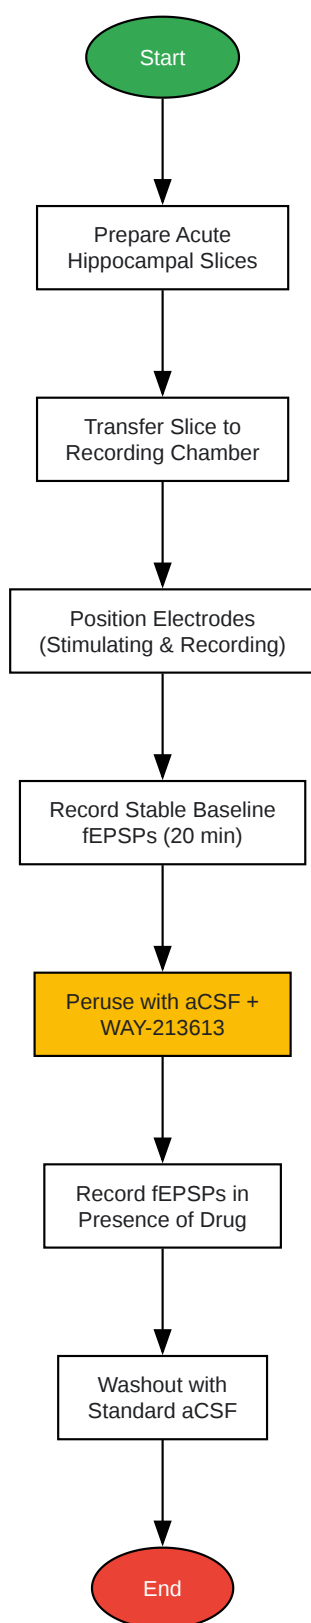 Start
Prepare Acute
Hippocampal Slices
Transfer Slice to
Recording Chamber
Position Electrodes
(Stimulating & Recording)
Record Stable Baseline
fEPSPs (20 min)
Peruse with aCSF +
WAY-213613
Record fEPSPs in
Presence of Drug
Washout with
Standard aCSF
End